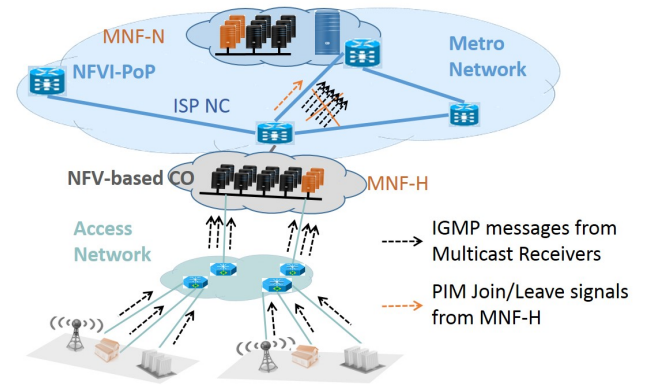 MNF-N
Metro
Network
NFVI-PoP
ISP NC
NFV-based CO
MNF-H
Access
Network
IGMP messages from
Multicast Receivers
PIM Join/Leave signals
from MNF-H